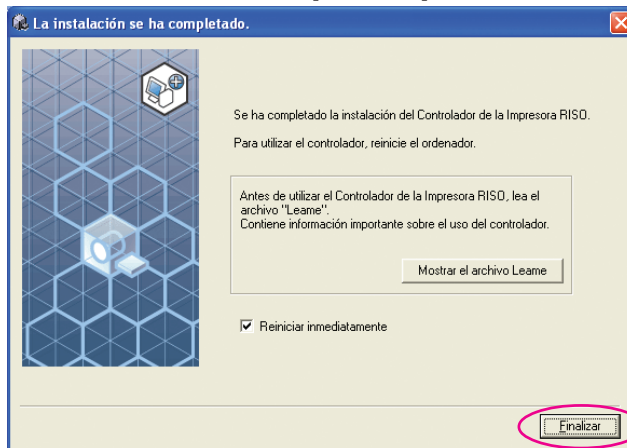 La instalación se ha completado.
Se ha completado la instalación del Controlador de la Impresora RISO.
Para utilizar el controlador, reinicie el ordenador.
Antes de utilizar el Controlador de la Impresora RISO, lea el
archivo "Leame".
Contiene información importante sobre el uso del controlador.
Mostrar el archivo Leame
Reiniciar inmediatamente
Finalizar